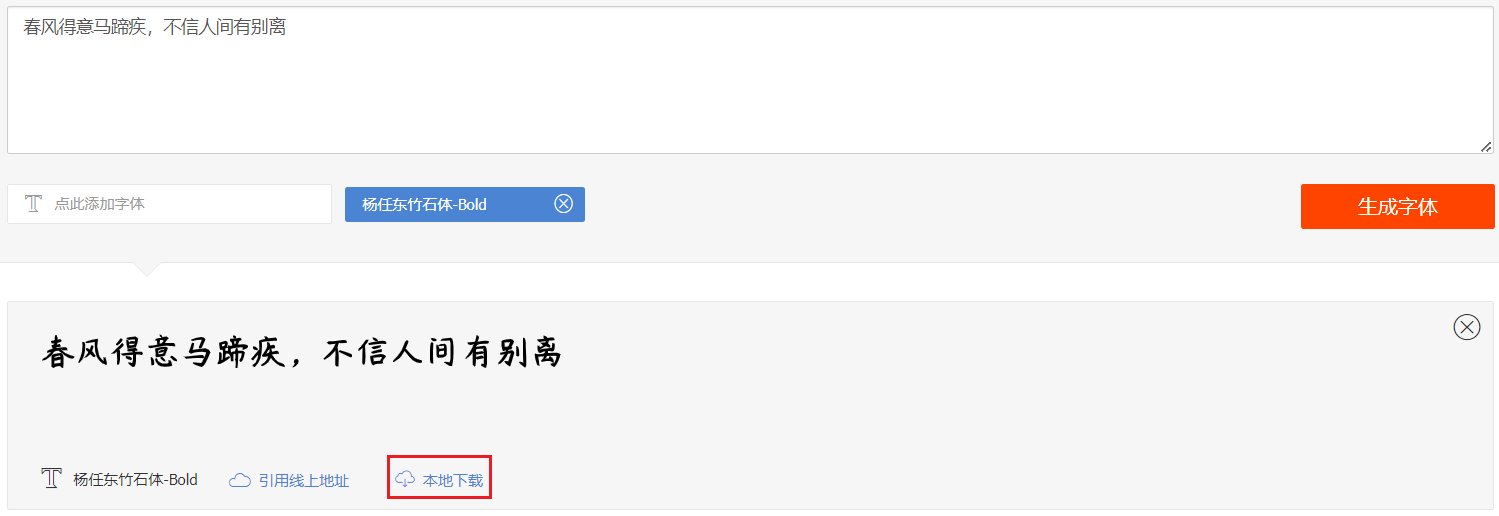 春风得意马蹄疾，不信人间有别离
点此添加字体 杨任东竹石体-Bold 生成字体
春风得意马蹄疾，不信人间有别离
杨任东竹石体-Bold 引用线上地址 本地下载